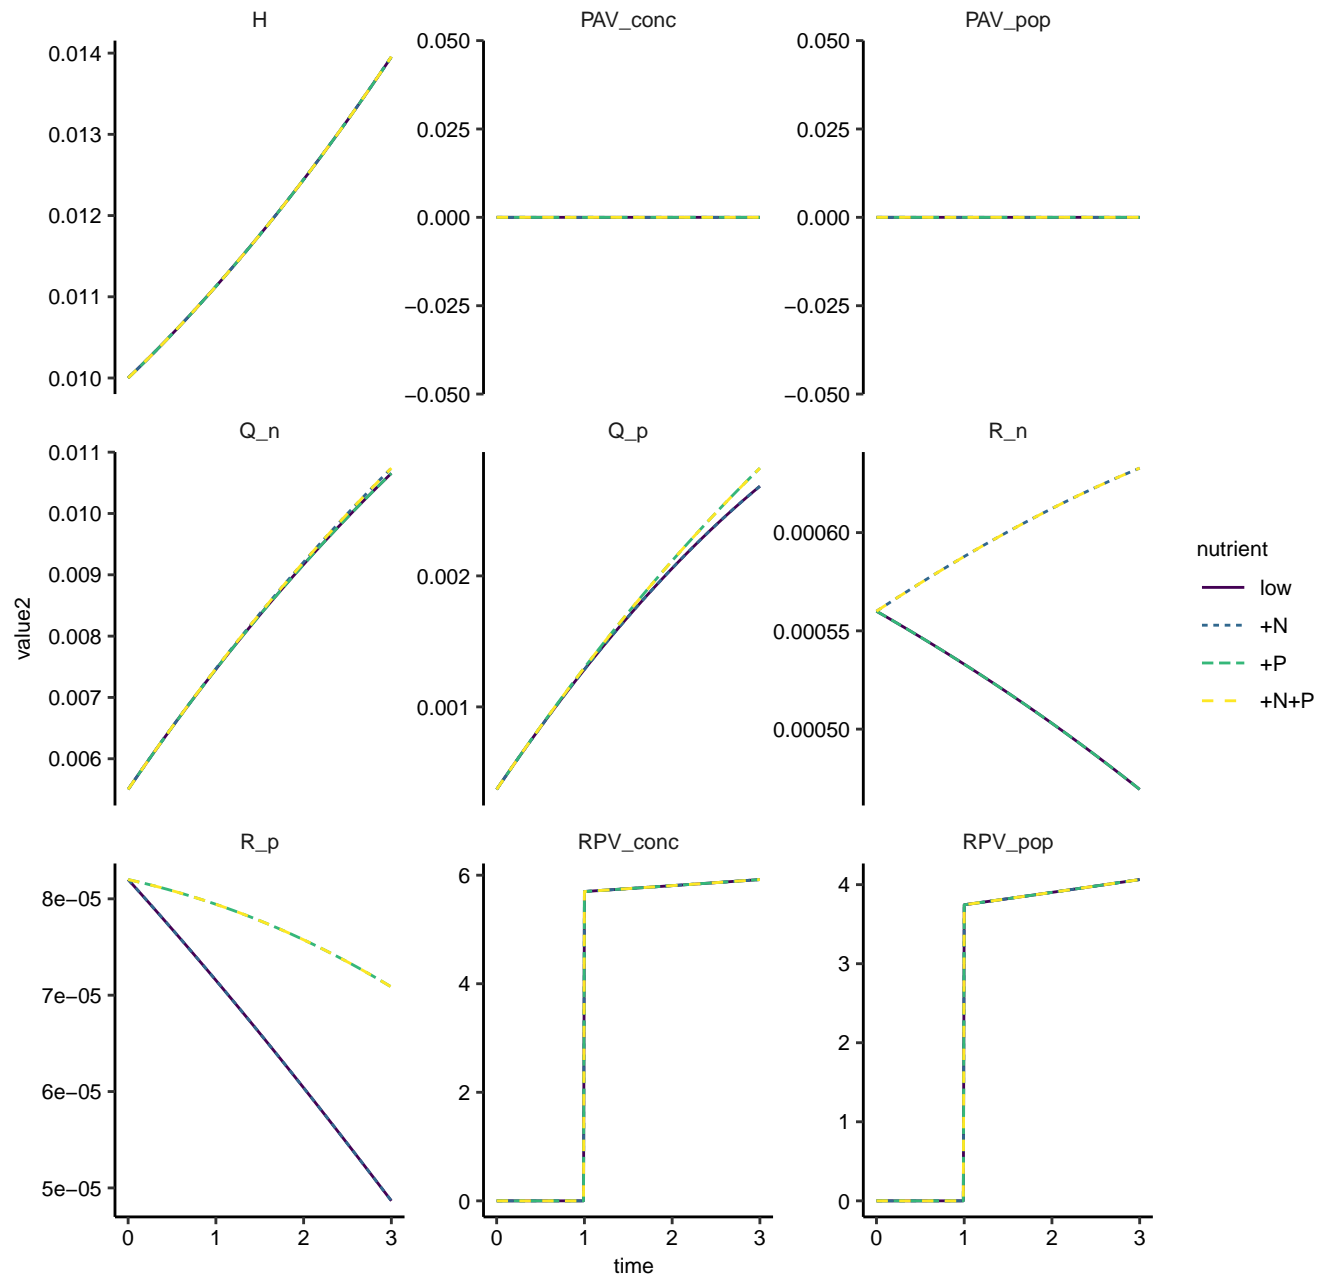 H
PAV_conc
PAV_pop
0.014
0.013
0.012
0.011
0.010
0.050
0.025
0.000
−0.025
−0.050
0.050
0.025
0.000
−0.025
−0.050
Q_n
Q_p
R_n
value2
0.011
0.010
0.009
0.008
0.007
0.006
0.002
0.001
0.00060
0.00055
0.00050
nutrient
low
+N
+P
+N+P
R_p
RPV_conc
RPV_pop
8e−05
7e−05
6e−05
5e−05
6
4
2
0
4
3
2
1
0
0 1 2 3
0 1 2 3
0 1 2 3
time